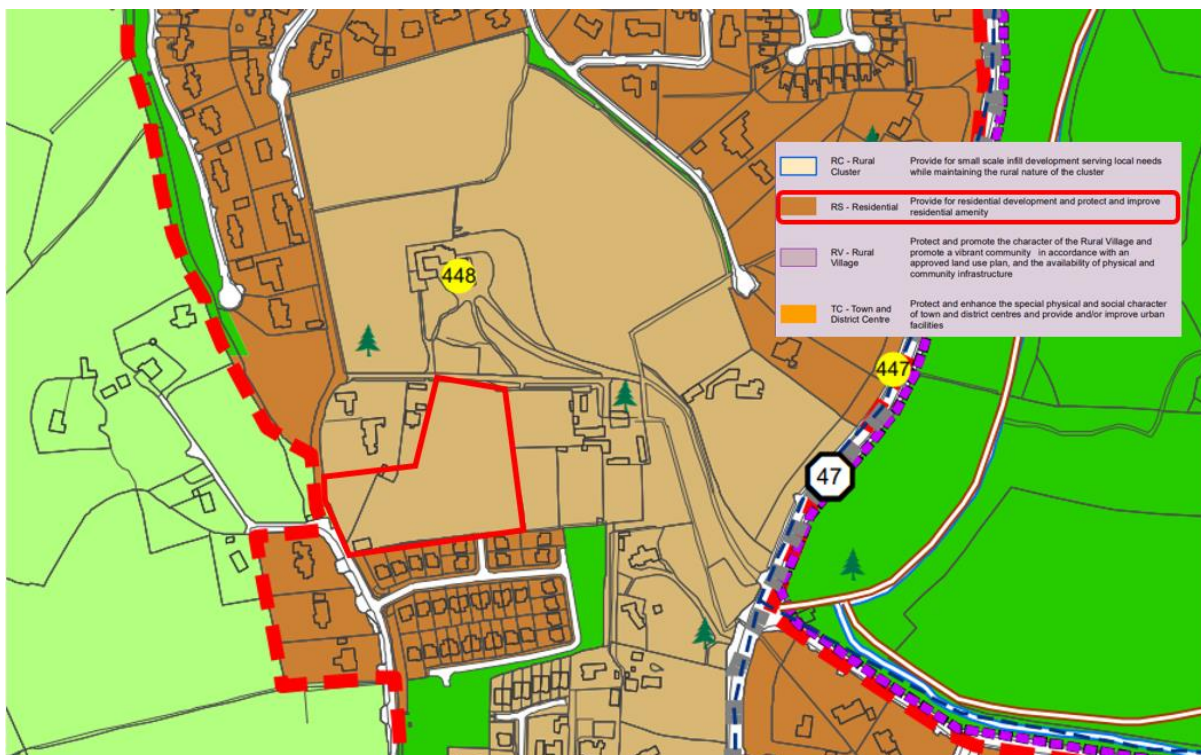 448
RC - Rural
Cluster
Provide for small scale infill development serving local needs
while maintaining the rural nature of the cluster
RS - Residential
Provide for residential development and protect and improve
residential amenity
RV - Rural
Village
Protect and promote the character of the Rural Village and
promote a vibrant community in accordance with an
approved land use plan, and the availability of physical and
community infrastructure
TC - Town and
District Centre
Protect and enhance the special physical and social character
of town and district centres and provide and/or improve urban
facilities
447
47